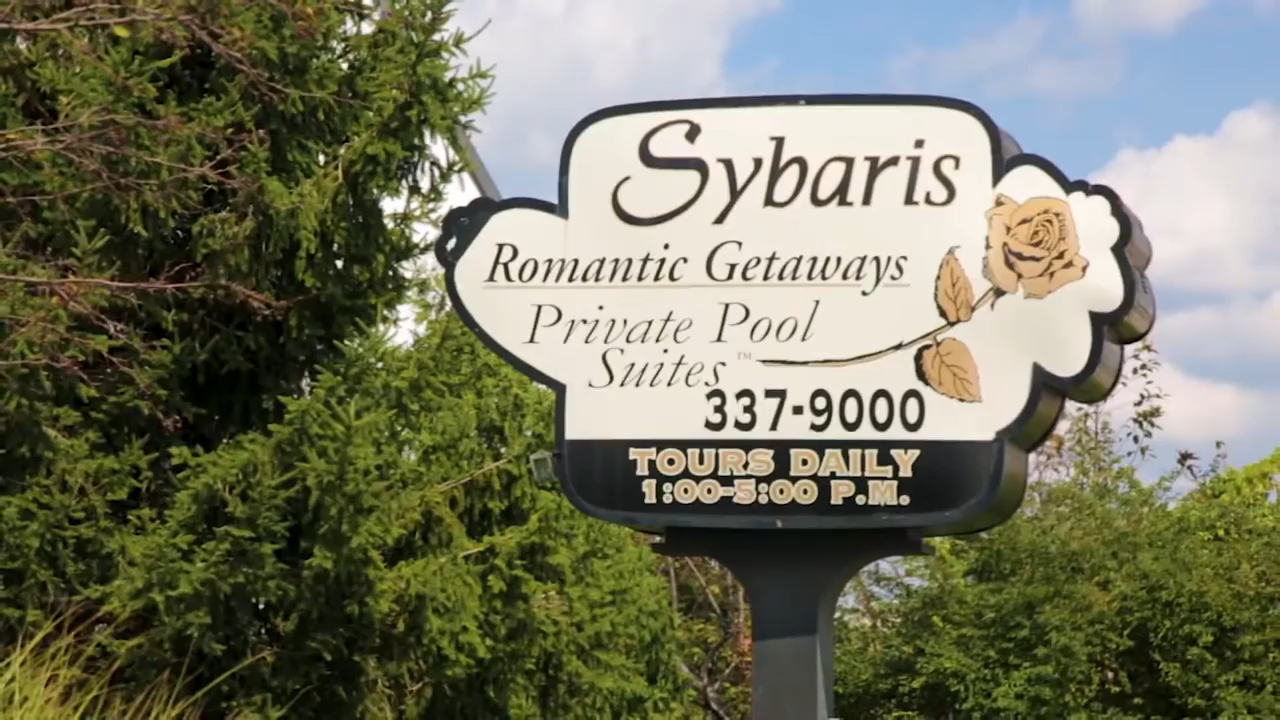 Sybaris
Romantic Getaways
Private Pool
Suites™
337-9000
TOURS DAILY
1:00-5:00 P.M.